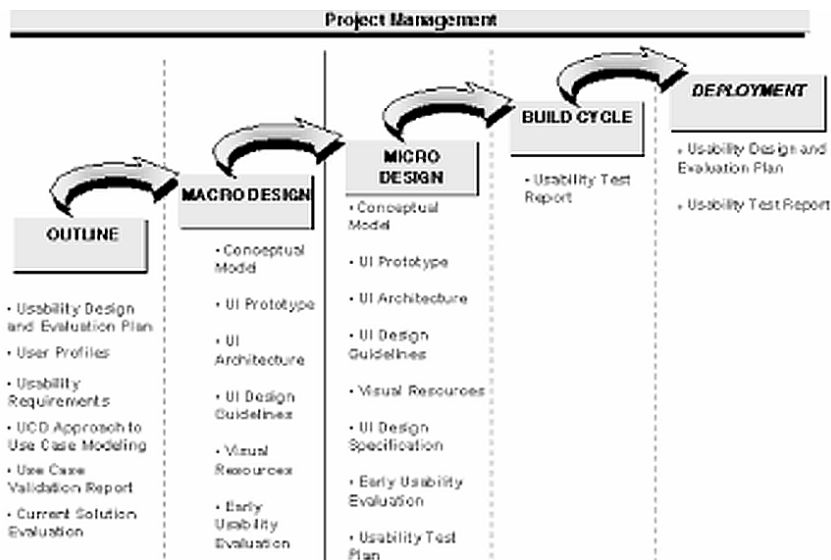 Project Management
OUTLINE
• Usability Design
and Evaluation Plan
• User Profiles
• Usability
Requirements
• UCD Approach to
Use Case Modeling
• Use Case
Validation Report
• Current Solution
Evaluation
MACRO DESIGN
• Conceptual
Model
• UI Prototype
• UI
Architecture
• UI Design
Guidelines
• Visual
Resources
• Early
Usability
Evaluation
MICRO
DESIGN
• Conceptual
Model
• UI Prototype
• UI Architecture
• UI Design
Guidelines
• Visual Resources
• UI Design
Specification
• Early Usability
Evaluation
• Usability Test
Plan
BUILD CYCLE
• Usability Test
Report
DEPLOYMENT
• Usability Design and
Evaluation Plan
• Usability Test Report